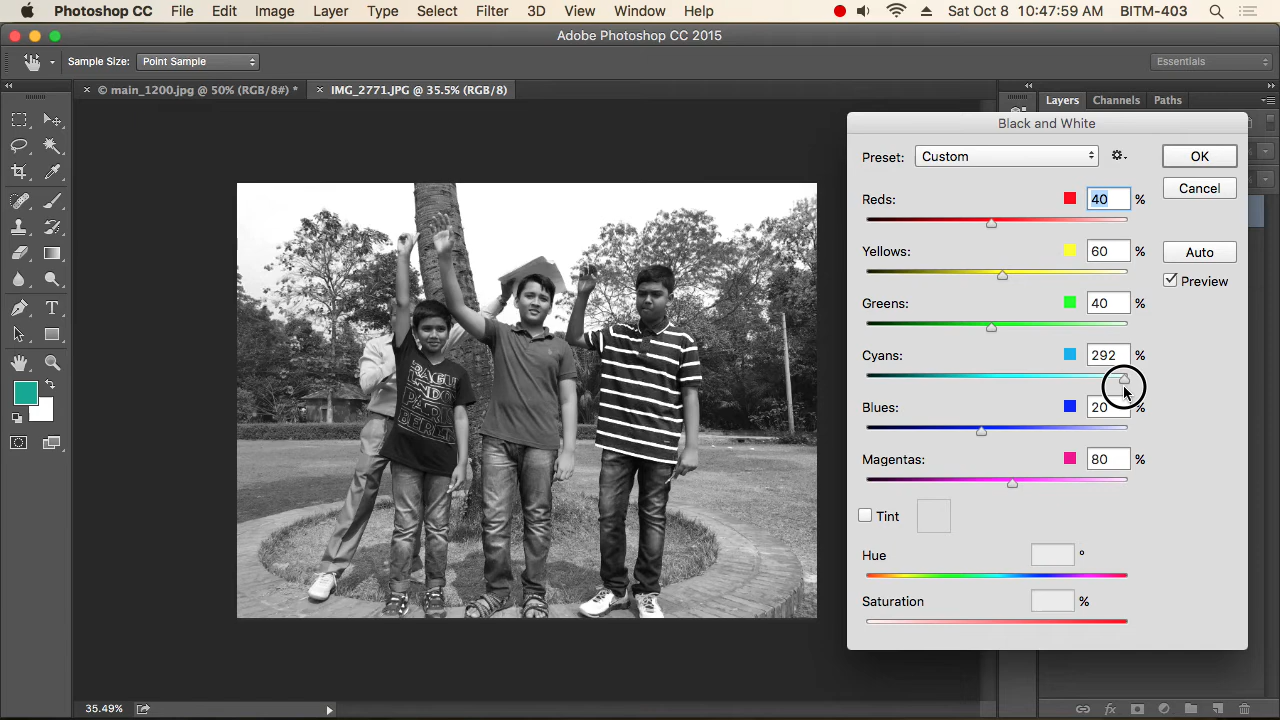 Photoshop CC File Edit Image Layer Type Select Filter 3D View Window Help Sat Oct 8 10:47:59 AM BITM-403
Adobe Photoshop CC 2015
Sample Size: Point Sample Essentials
× © main_1200.jpg @ 50% (RGB/8#) * × IMG_2771.JPG @ 35.5% (RGB/8)
Layers Channels Paths
Black and White
Preset: Custom OK
Cancel
Reds: 40 %
Yellows: 60 % Auto
Preview
Greens: 40 %
Cyans: 292 %
Blues: 20 %
Magentas: 80 %
Tint
Hue °
Saturation %
35.49%